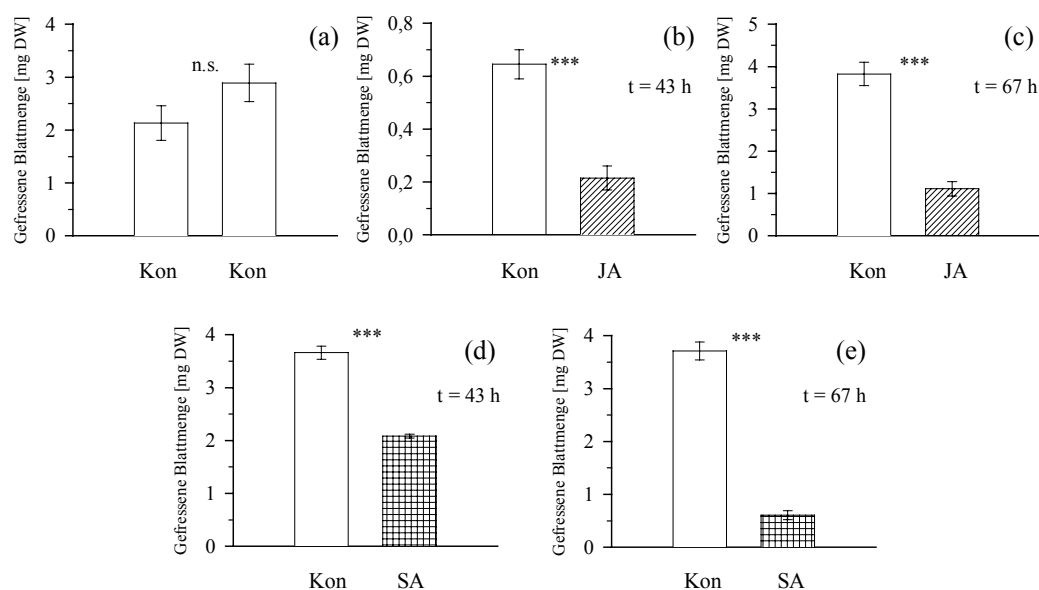 Gefressene Blattmenge [mg DW]
4
3
2
1
0
(a)
n.s.
Kon
Kon
Gefressene Blattmenge [mg DW]
0,8
0,6
0,4
0,2
0,0
(b)
***
t = 43 h
Kon
JA
Gefressene Blattmenge [mg DW]
5
4
3
2
1
0
(c)
***
t = 67 h
Kon
JA
Gefressene Blattmenge [mg DW]
4
3
2
1
0
***
(d)
t = 43 h
Kon
SA
Gefressene Blattmenge [mg DW]
4
3
2
1
0
***
(e)
t = 67 h
Kon
SA